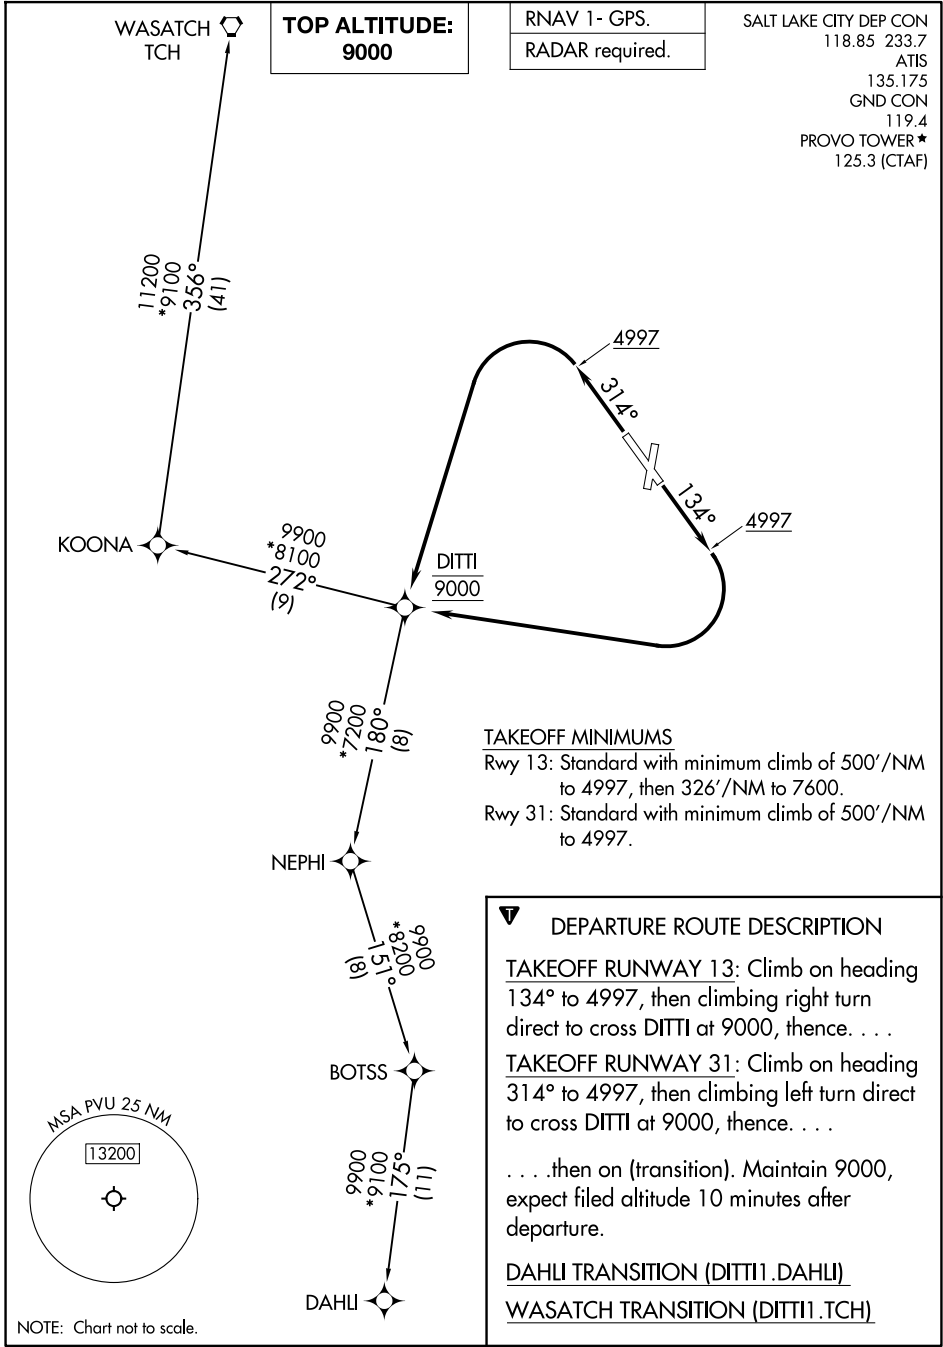 WASATCH
TCH
TOP ALTITUDE:
9000
RNAV 1- GPS.
RADAR required.
SALT LAKE CITY DEP CON
118.85 233.7
ATIS
135.175
GND CON
119.4
PROVO TOWER★
125.3 (CTAF)
11200
*9100
356°
(41)
4997
314°
134°
4997
KOONA
9900
*8100
272°
(9)
DITTI
9000
9900
*7200
180°
(8)
TAKEOFF MINIMUMS
Rwy 13: Standard with minimum climb of 500'/NM
to 4997, then 326'/NM to 7600.
Rwy 31: Standard with minimum climb of 500'/NM
to 4997.
NEPHI
9900
*8200
151°
(8)
BOTSS
9900
*9100
175°
(11)
DAHLI
MSA PVU 25 NM
13200
NOTE: Chart not to scale.
T
DEPARTURE ROUTE DESCRIPTION
TAKEOFF RUNWAY 13: Climb on heading
134° to 4997, then climbing right turn
direct to cross DITTI at 9000, thence. . . .
TAKEOFF RUNWAY 31: Climb on heading
314° to 4997, then climbing left turn direct
to cross DITTI at 9000, thence. . . .
. . . .then on (transition). Maintain 9000,
expect filed altitude 10 minutes after
departure.
DAHLI TRANSITION (DITTI1.DAHLI)
WASATCH TRANSITION (DITTI1.TCH)